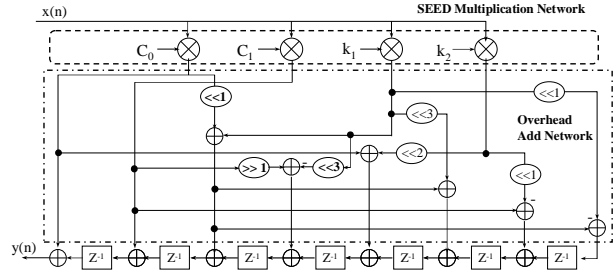 x(n) SEED Multiplication Network
C₀ C₁ k₁ k₂
<<1 <<1
<<3
Overhead
Add Network
<<2
>>1 - <<3
<<1
-
-
y(n)
Z⁻¹ Z⁻¹ Z⁻¹ Z⁻¹ Z⁻¹ Z⁻¹ Z⁻¹